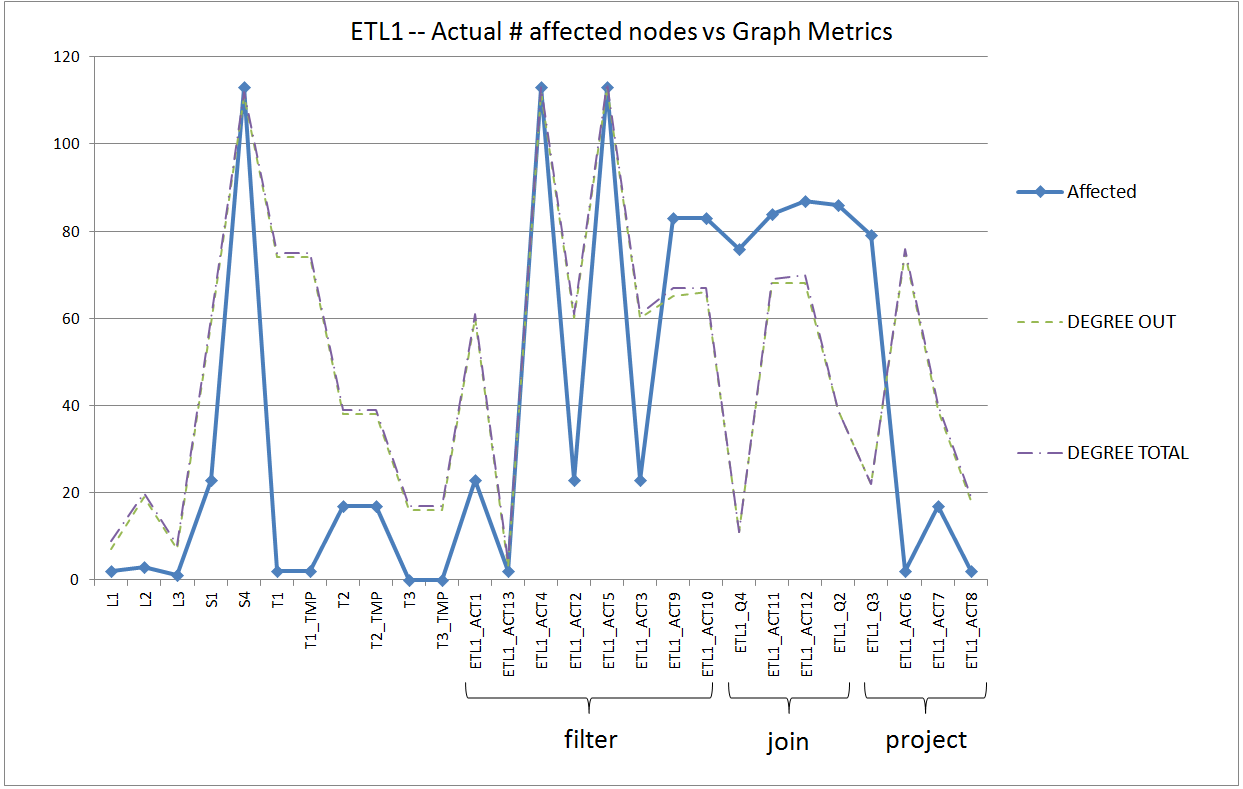 ETL1 -- Actual # affected nodes vs Graph Metrics
120
100
80
60
40
20
0
Affected
DEGREE OUT
DEGREE TOTAL
L1
L2
L3
S1
S4
T1
T1_TMP
T2
T2_TMP
T3
T3_TMP
ETL1_ACT1
ETL1_ACT13
ETL1_ACT4
ETL1_ACT2
ETL1_ACT5
ETL1_ACT3
ETL1_ACT9
ETL1_ACT10
ETL1_Q4
ETL1_ACT11
ETL1_ACT12
ETL1_Q2
ETL1_Q3
ETL1_ACT6
ETL1_ACT7
ETL1_ACT8
filter
join
project